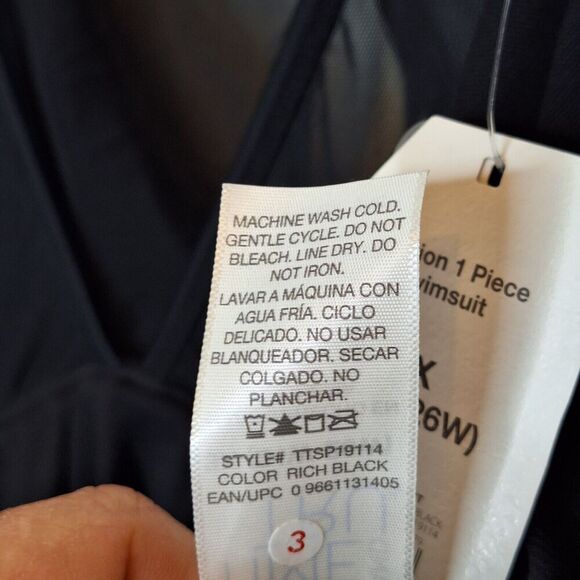 MACHINE WASH COLD.
GENTLE CYCLE. DO NOT
BLEACH. LINE DRY. DO
NOT IRON.
LAVAR A MÁQUINA CON
AGUA FRÍA. CICLO
DELICADO. NO USAR
BLANQUEADOR. SECAR
COLGADO. NO
PLANCHAR.
STYLE# TTSP19114
COLOR RICH BLACK
EAN/UPC 0 9661131405
3
1 Piece
X
26W)
BLACK